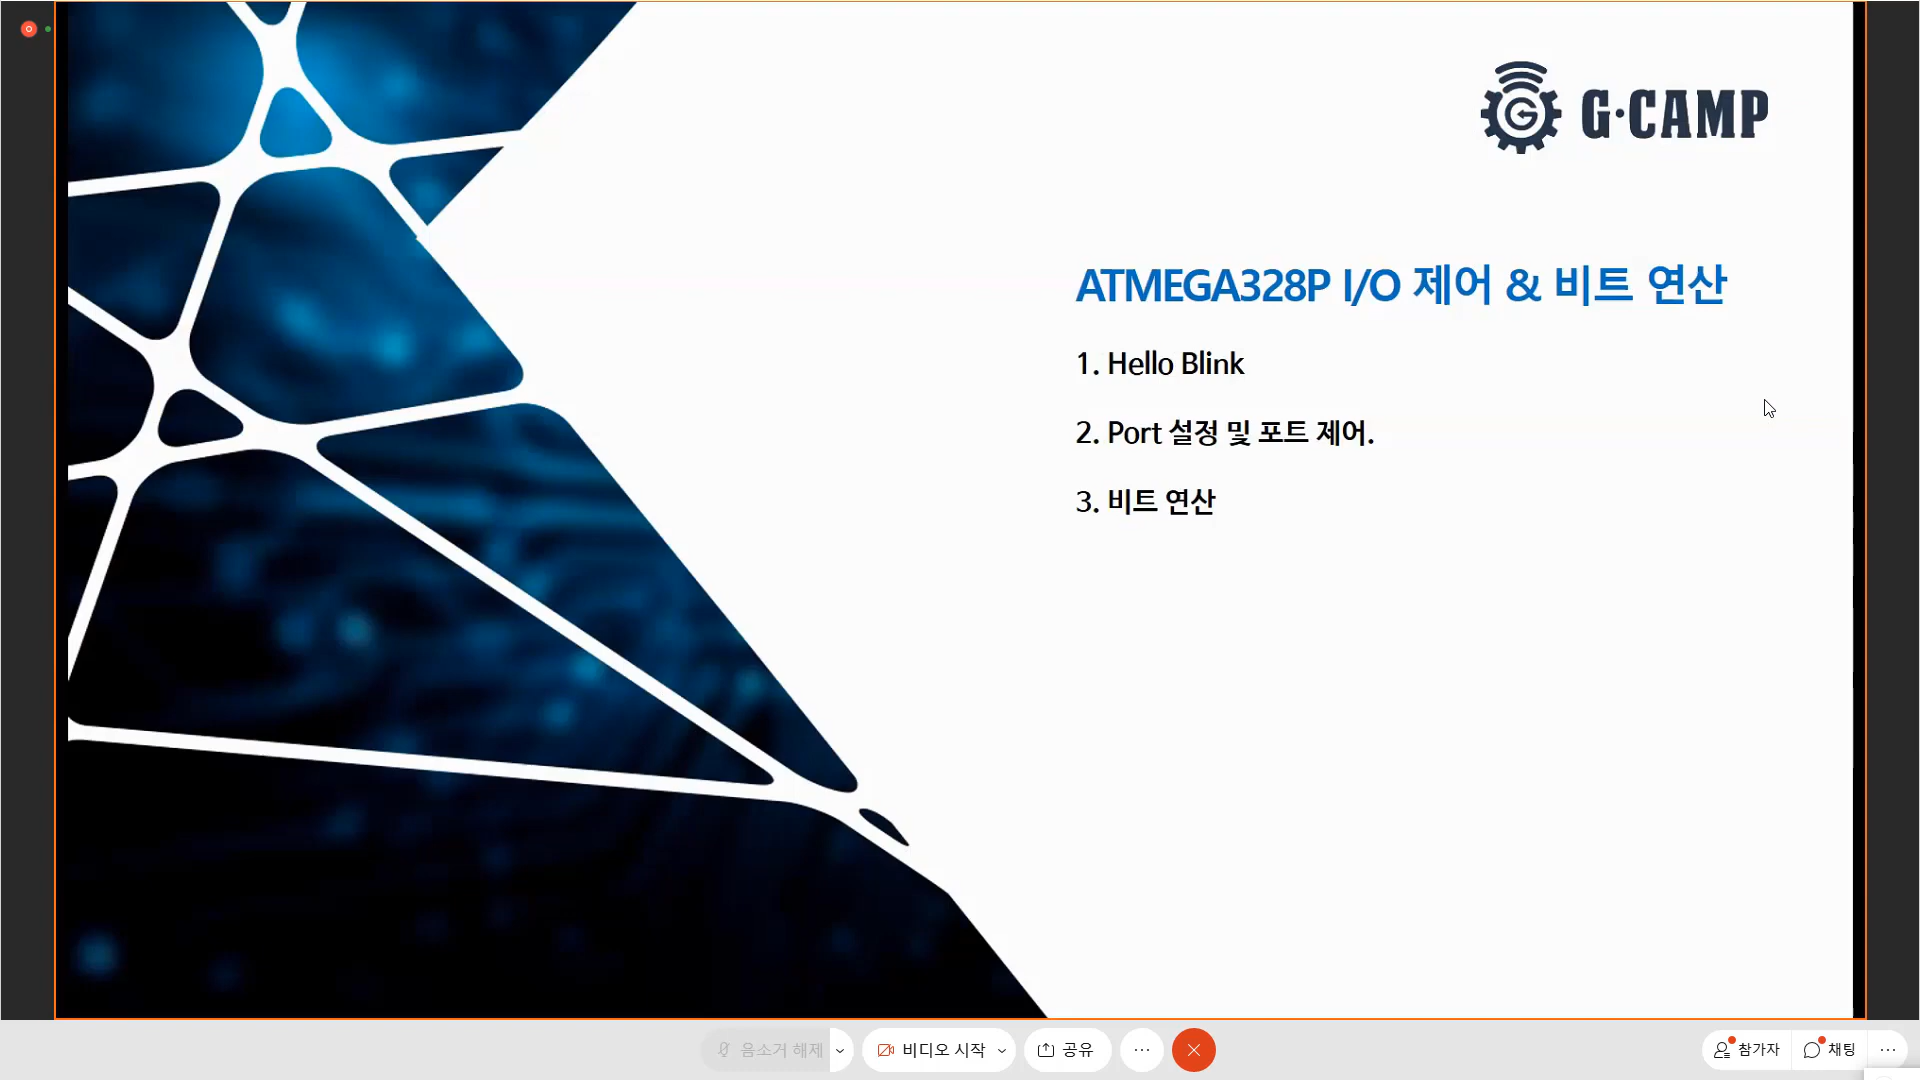 G·CAMP
ATMEGA328P I/O 제어 & 비트 연산
1. Hello Blink
2. Port 설정 및 포트 제어.
3. 비트 연산
음소거 해제
비디오 시작
공유
참가자
채팅